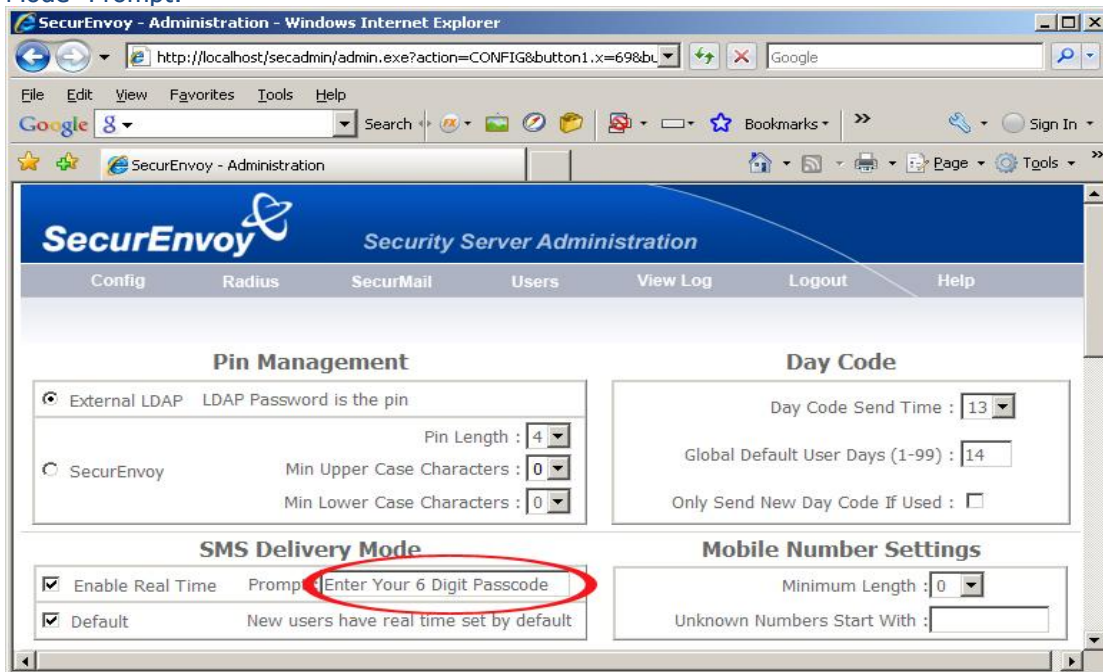 Mode "Prompt:
SecurEnvoy - Administration - Windows Internet Explorer
http://localhost/secadmin/admin.exe?action=CONFIG&button1.x=69&bu
Google
File Edit View Favorites Tools Help
Google Search Bookmarks Sign In
SecurEnvoy - Administration Page Tools
SecurEnvoy Security Server Administration
Config Radius SecurMail Users View Log Logout Help
Pin Management
External LDAP LDAP Password is the pin
SecurEnvoy
Pin Length : 4
Min Upper Case Characters : 0
Min Lower Case Characters : 0
Day Code
Day Code Send Time : 13
Global Default User Days (1-99) : 14
Only Send New Day Code If Used :
SMS Delivery Mode
Enable Real Time Prompt: Enter Your 6 Digit Passcode
Default New users have real time set by default
Mobile Number Settings
Minimum Length : 0
Unknown Numbers Start With :